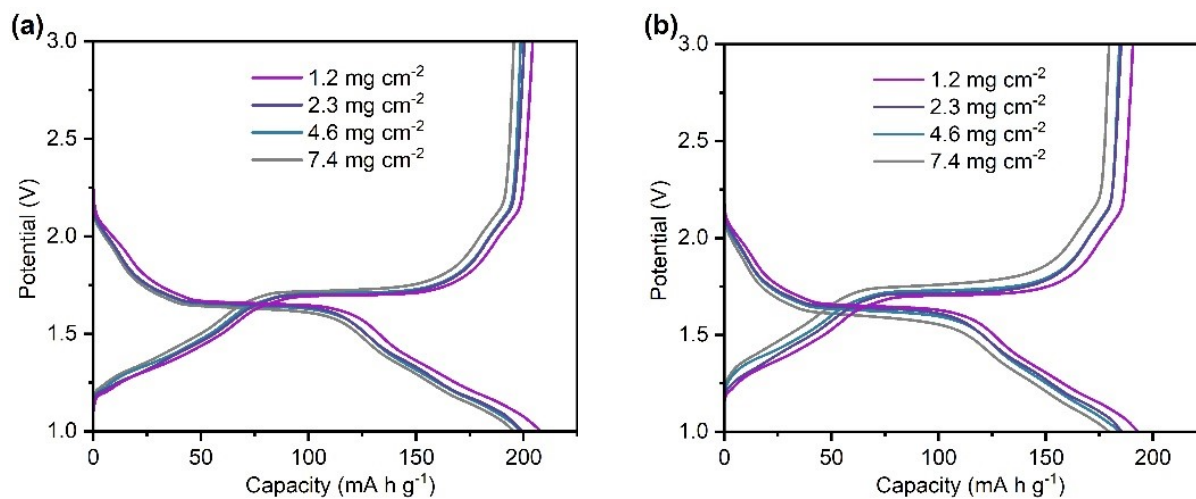 (a)
3.0
2.5
2.0
1.5
1.0
Potential (V)
1.2 mg cm⁻²
2.3 mg cm⁻²
4.6 mg cm⁻²
7.4 mg cm⁻²
0 50 100 150 200
Capacity (mA h g⁻¹)
(b)
3.0
2.5
2.0
1.5
1.0
Potential (V)
1.2 mg cm⁻²
2.3 mg cm⁻²
4.6 mg cm⁻²
7.4 mg cm⁻²
0 50 100 150 200
Capacity (mA h g⁻¹)